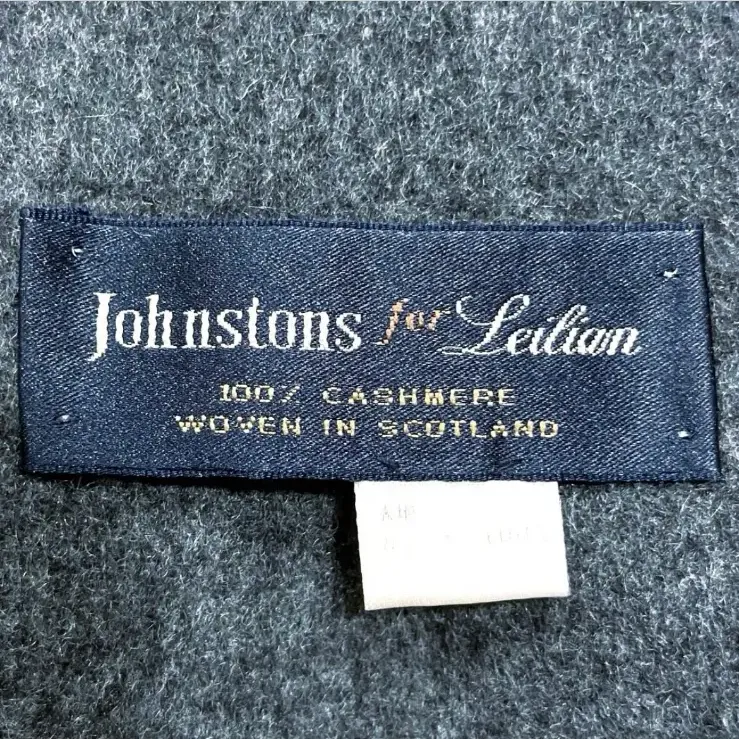 Johnstons for Leilian
100% CASHMERE
WOVEN IN SCOTLAND